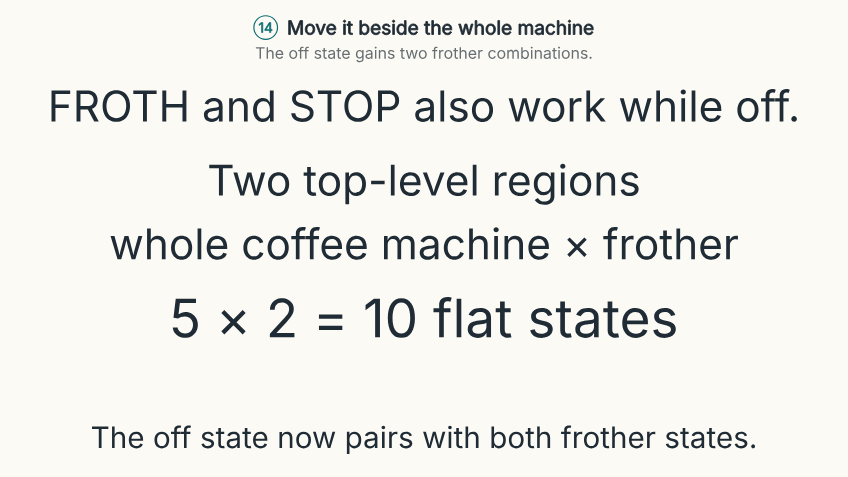 14 Move it beside the whole machine
The off state gains two frother combinations.
FROTH and STOP also work while off.
Two top-level regions
whole coffee machine × frother
5 × 2 = 10 flat states
The off state now pairs with both frother states.